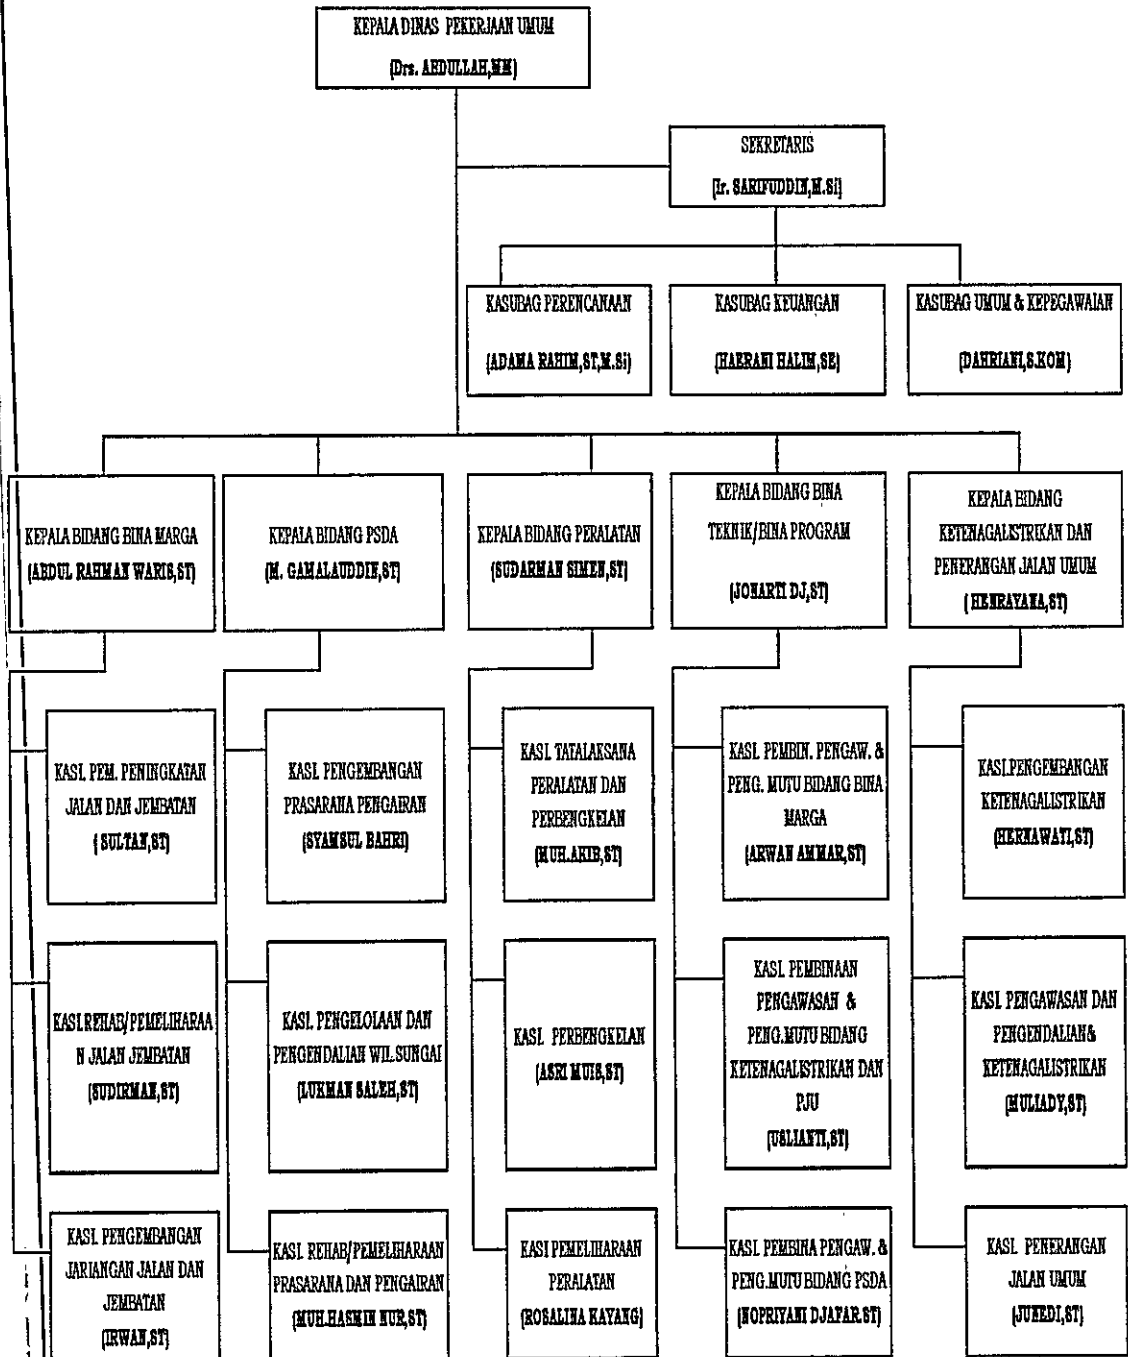 KEPALA DINAS PEKERJAAN UMUM
(Drs. ABDULLAH,MM)
SEKRETARIS
(Ir. SARIFUDDIN,M.Si)
KASUBAG PERENCANAAN
(ADAMA RAHIM,ST,M.Si)
KASUBAG KEUANGAN
(HAERANI HALIM,SE)
KASUBAG UMUM & KEPEGAWAIAN
(DAHRIANI,S.KOM)
KEPALA BIDANG BINA MARGA
(ABDUL RAHMAN WARIS,ST)
KEPALA BIDANG PSDA
(M. GAMALAUDDIN,ST)
KEPALA BIDANG PERALATAN
(SUDARMAN SIMEN,ST)
KEPALA BIDANG BINA
TEKNIK/BINA PROGRAM
(JONARTI DJ,ST)
KEPALA BIDANG
KETENAGALISTRIKAN DAN
PENERANGAN JALAN UMUM
( HENRAYANA,ST)
KASI. PEM. PENINGKATAN
JALAN DAN JEMBATAN
( SULTAN,ST)
KASI. PENGEMBANGAN
PRASARANA PENGAIRAN
(SYAMSUL BAHRI)
KASI. TATALAKSANA
PERALATAN DAN
PERBENGKELAN
(MUH.AKIB,ST)
KASI. PEMBIN. PENGAW. &
PENG. MUTU BIDANG BINA
MARGA
(ARWAN AMMAR,ST)
KASI.PENGEMBANGAN
KETENAGALISTRIKAN
(HERNAWATI,ST)
KASI.REHAB/PEMELIHARAA
N JALAN JEMBATAN
(SUDIRMAN,ST)
KASI. PENGELOLAAN DAN
PENGENDALIAN WIL.SUNGAI
(LUKMAN SALEH,ST)
KASI. PERBENGKELAN
(ASRI MUIS,ST)
KASI. PEMBINAAN
PENGAWASAN &
PENG.MUTU BIDANG
KETENAGALISTRIKAN DAN
PJU
(USLIANTI,ST)
KASI. PENGAWASAN DAN
PENGENDALIAN&
KETENAGALISTRIKAN
(MULIADY,ST)
KASI. PENGEMBANGAN
JARIANGAN JALAN DAN
JEMBATAN
(IRWAN,ST)
KASI. REHAB/PEMELIHARAAN
PRASARANA DAN PENGAIRAN
(MUH.HASMIN NUR,ST)
KASI PEMELIHARAAN
PERALATAN
(ROSALINA KAYANG)
KASI. PEMBINA PENGAW. &
PENG.MUTU BIDANG PSDA
(NOPRIYANI DJAFAR.ST)
KASI. PENERANGAN
JALAN UMUM
(JUNEDI,ST)